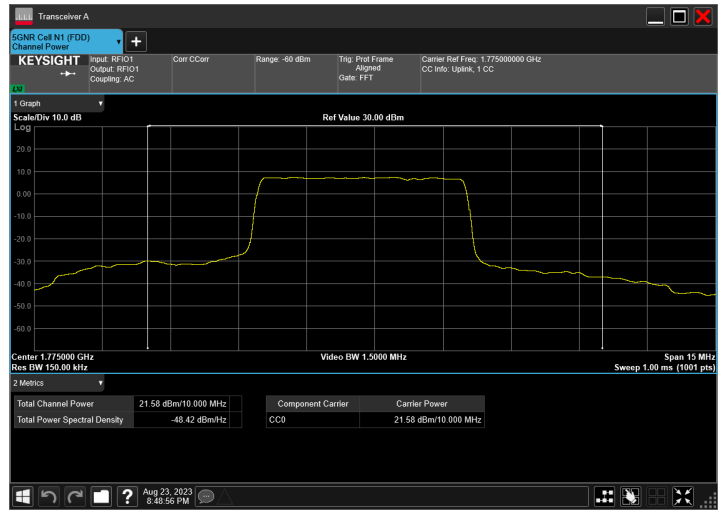 Transceiver A
5GNR Cell N1 (FDD)
Channel Power
KEYSIGHT
Input: RFIO1
Output: RFIO1
Coupling: AC
Corr CCorr
Range: -60 dBm
Trig: Prot Frame
Aligned
Gate: FFT
Carrier Ref Freq: 1.775000000 GHz
CC Info: Uplink, 1 CC
LXI
1 Graph
Scale/Div 10.0 dB
Ref Value 30.00 dBm
Log
20.0
10.0
0.00
-10.0
-20.0
-30.0
-40.0
-50.0
-60.0
Center 1.775000 GHz
Video BW 1.5000 MHz
Span 15 MHz
Res BW 150.00 kHz
Sweep 1.00 ms (1001 pts)
2 Metrics
Total Channel Power 21.58 dBm/10.000 MHz
Total Power Spectral Density -48.42 dBm/Hz
Component Carrier Carrier Power
CC0 21.58 dBm/10.000 MHz
?
Aug 23, 2023
8:48:56 PM